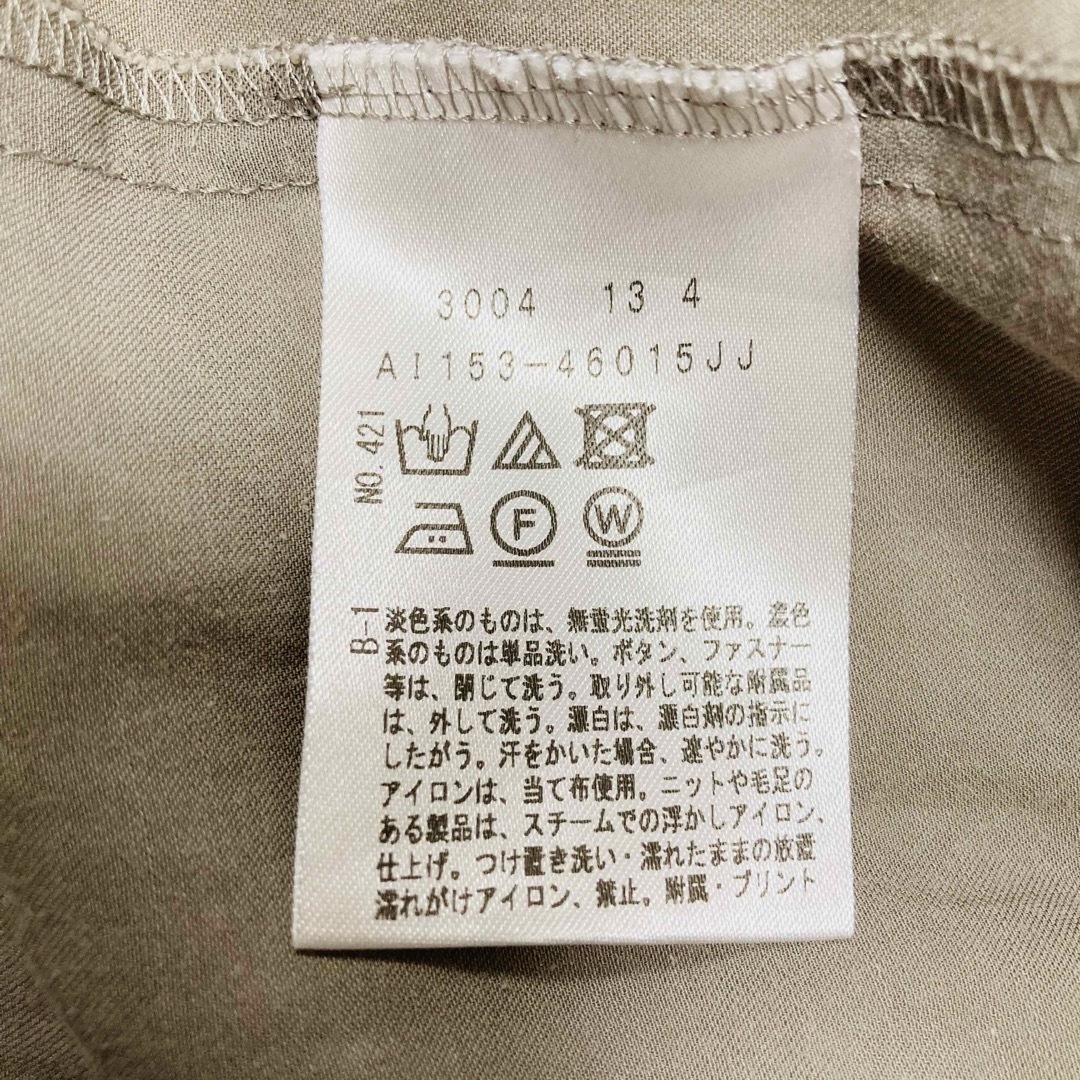 3004 13 4
AI153-46015JJ
NO.421
F
W
B-1
淡色系のものは、無蛍光洗剤を使用。濃色
系のものは単品洗い。ボタン、ファスナー
等は、閉じて洗う。取り外し可能な附属品
は、外して洗う。漂白は、漂白剤の指示に
したがう。汗をかいた場合、速やかに洗う。
アイロンは、当て布使用。ニットや毛足の
ある製品は、スチームでの浮かしアイロン、
仕上げ。つけ置き洗い・濡れたままの放置
濡れがけアイロン、禁止。附属・プリント